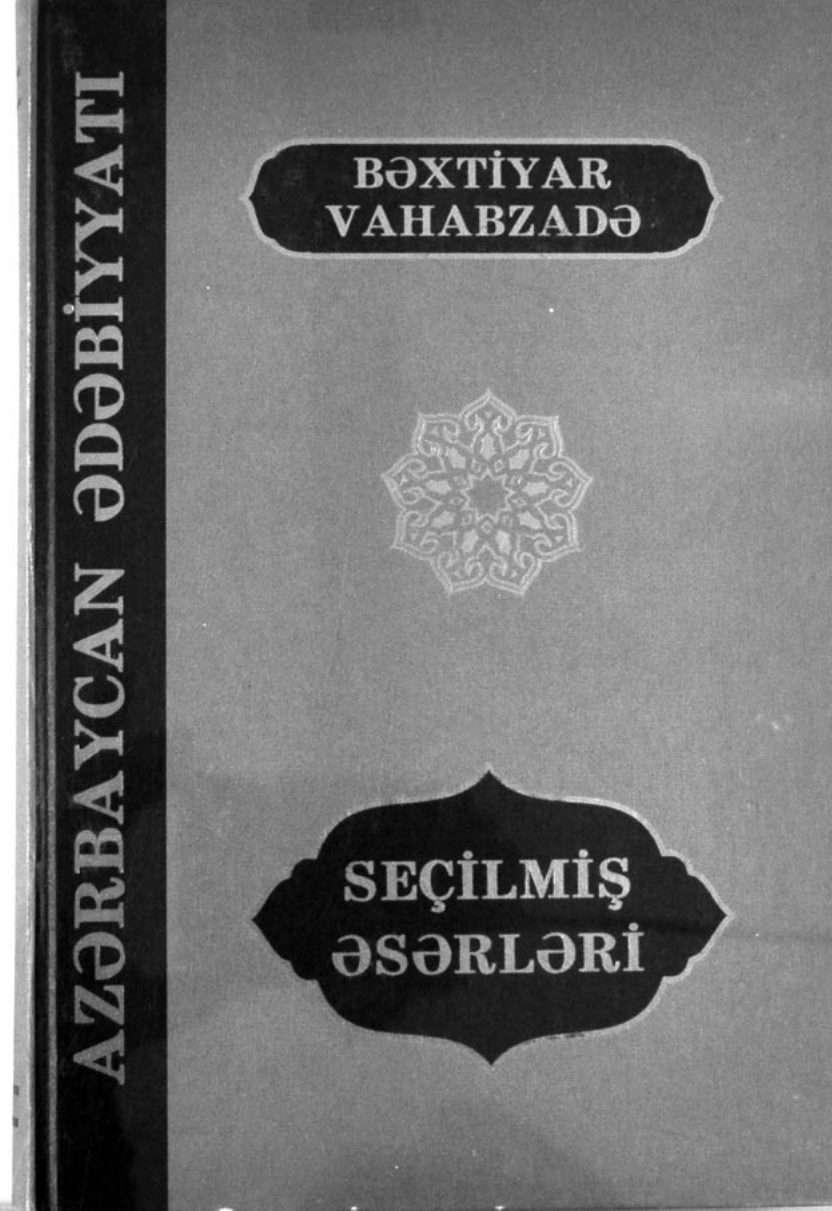 AZƏRBAYCAN ƏDƏBİYYATI
BƏXTİYAR
VAHABZADƏ
SEÇİLMİŞ
ƏSƏRLƏRİ